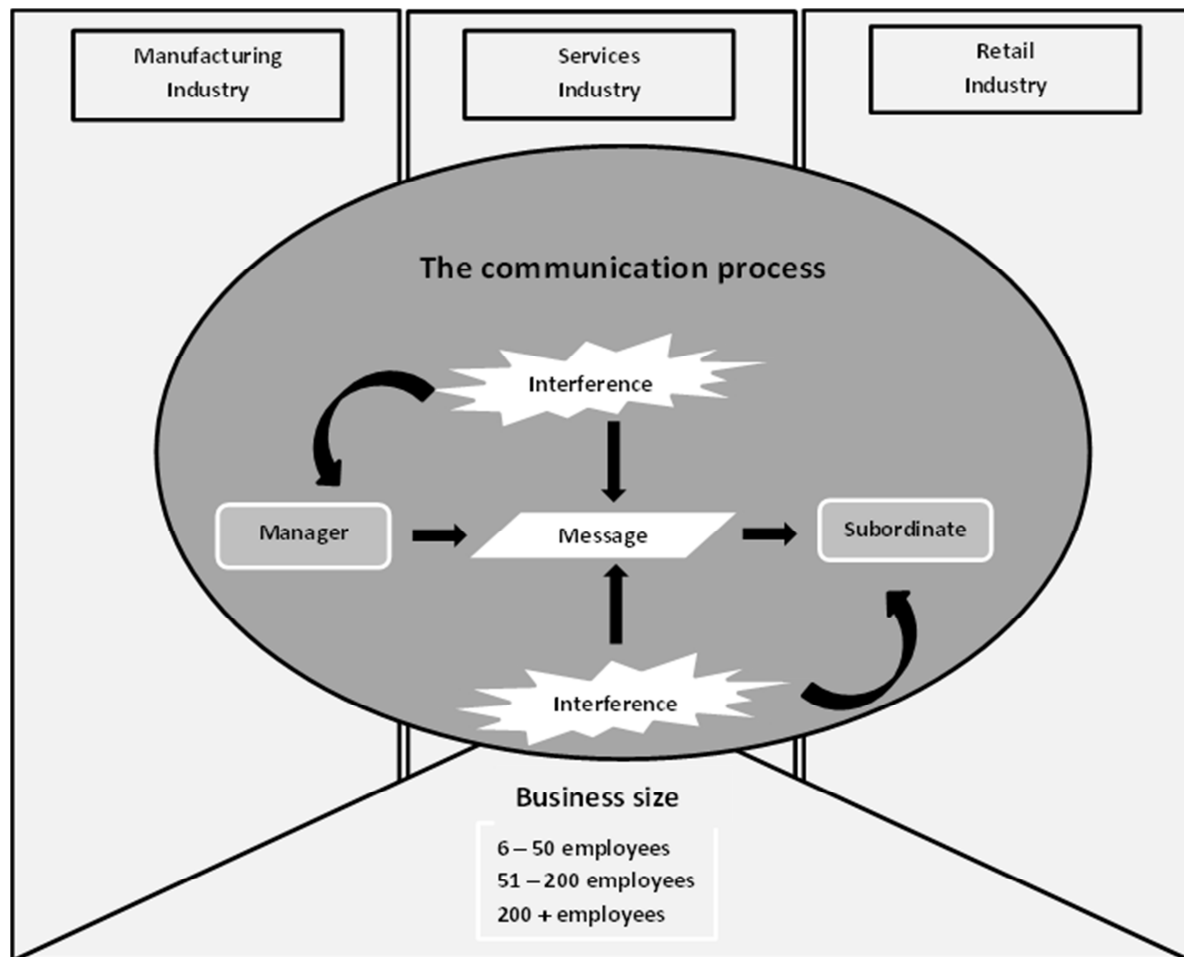 Manufacturing
Industry
Services
Industry
Retail
Industry
The communication process
Interference
Manager
Message
Subordinate
Interference
Business size
6 – 50 employees
51 – 200 employees
200 + employees